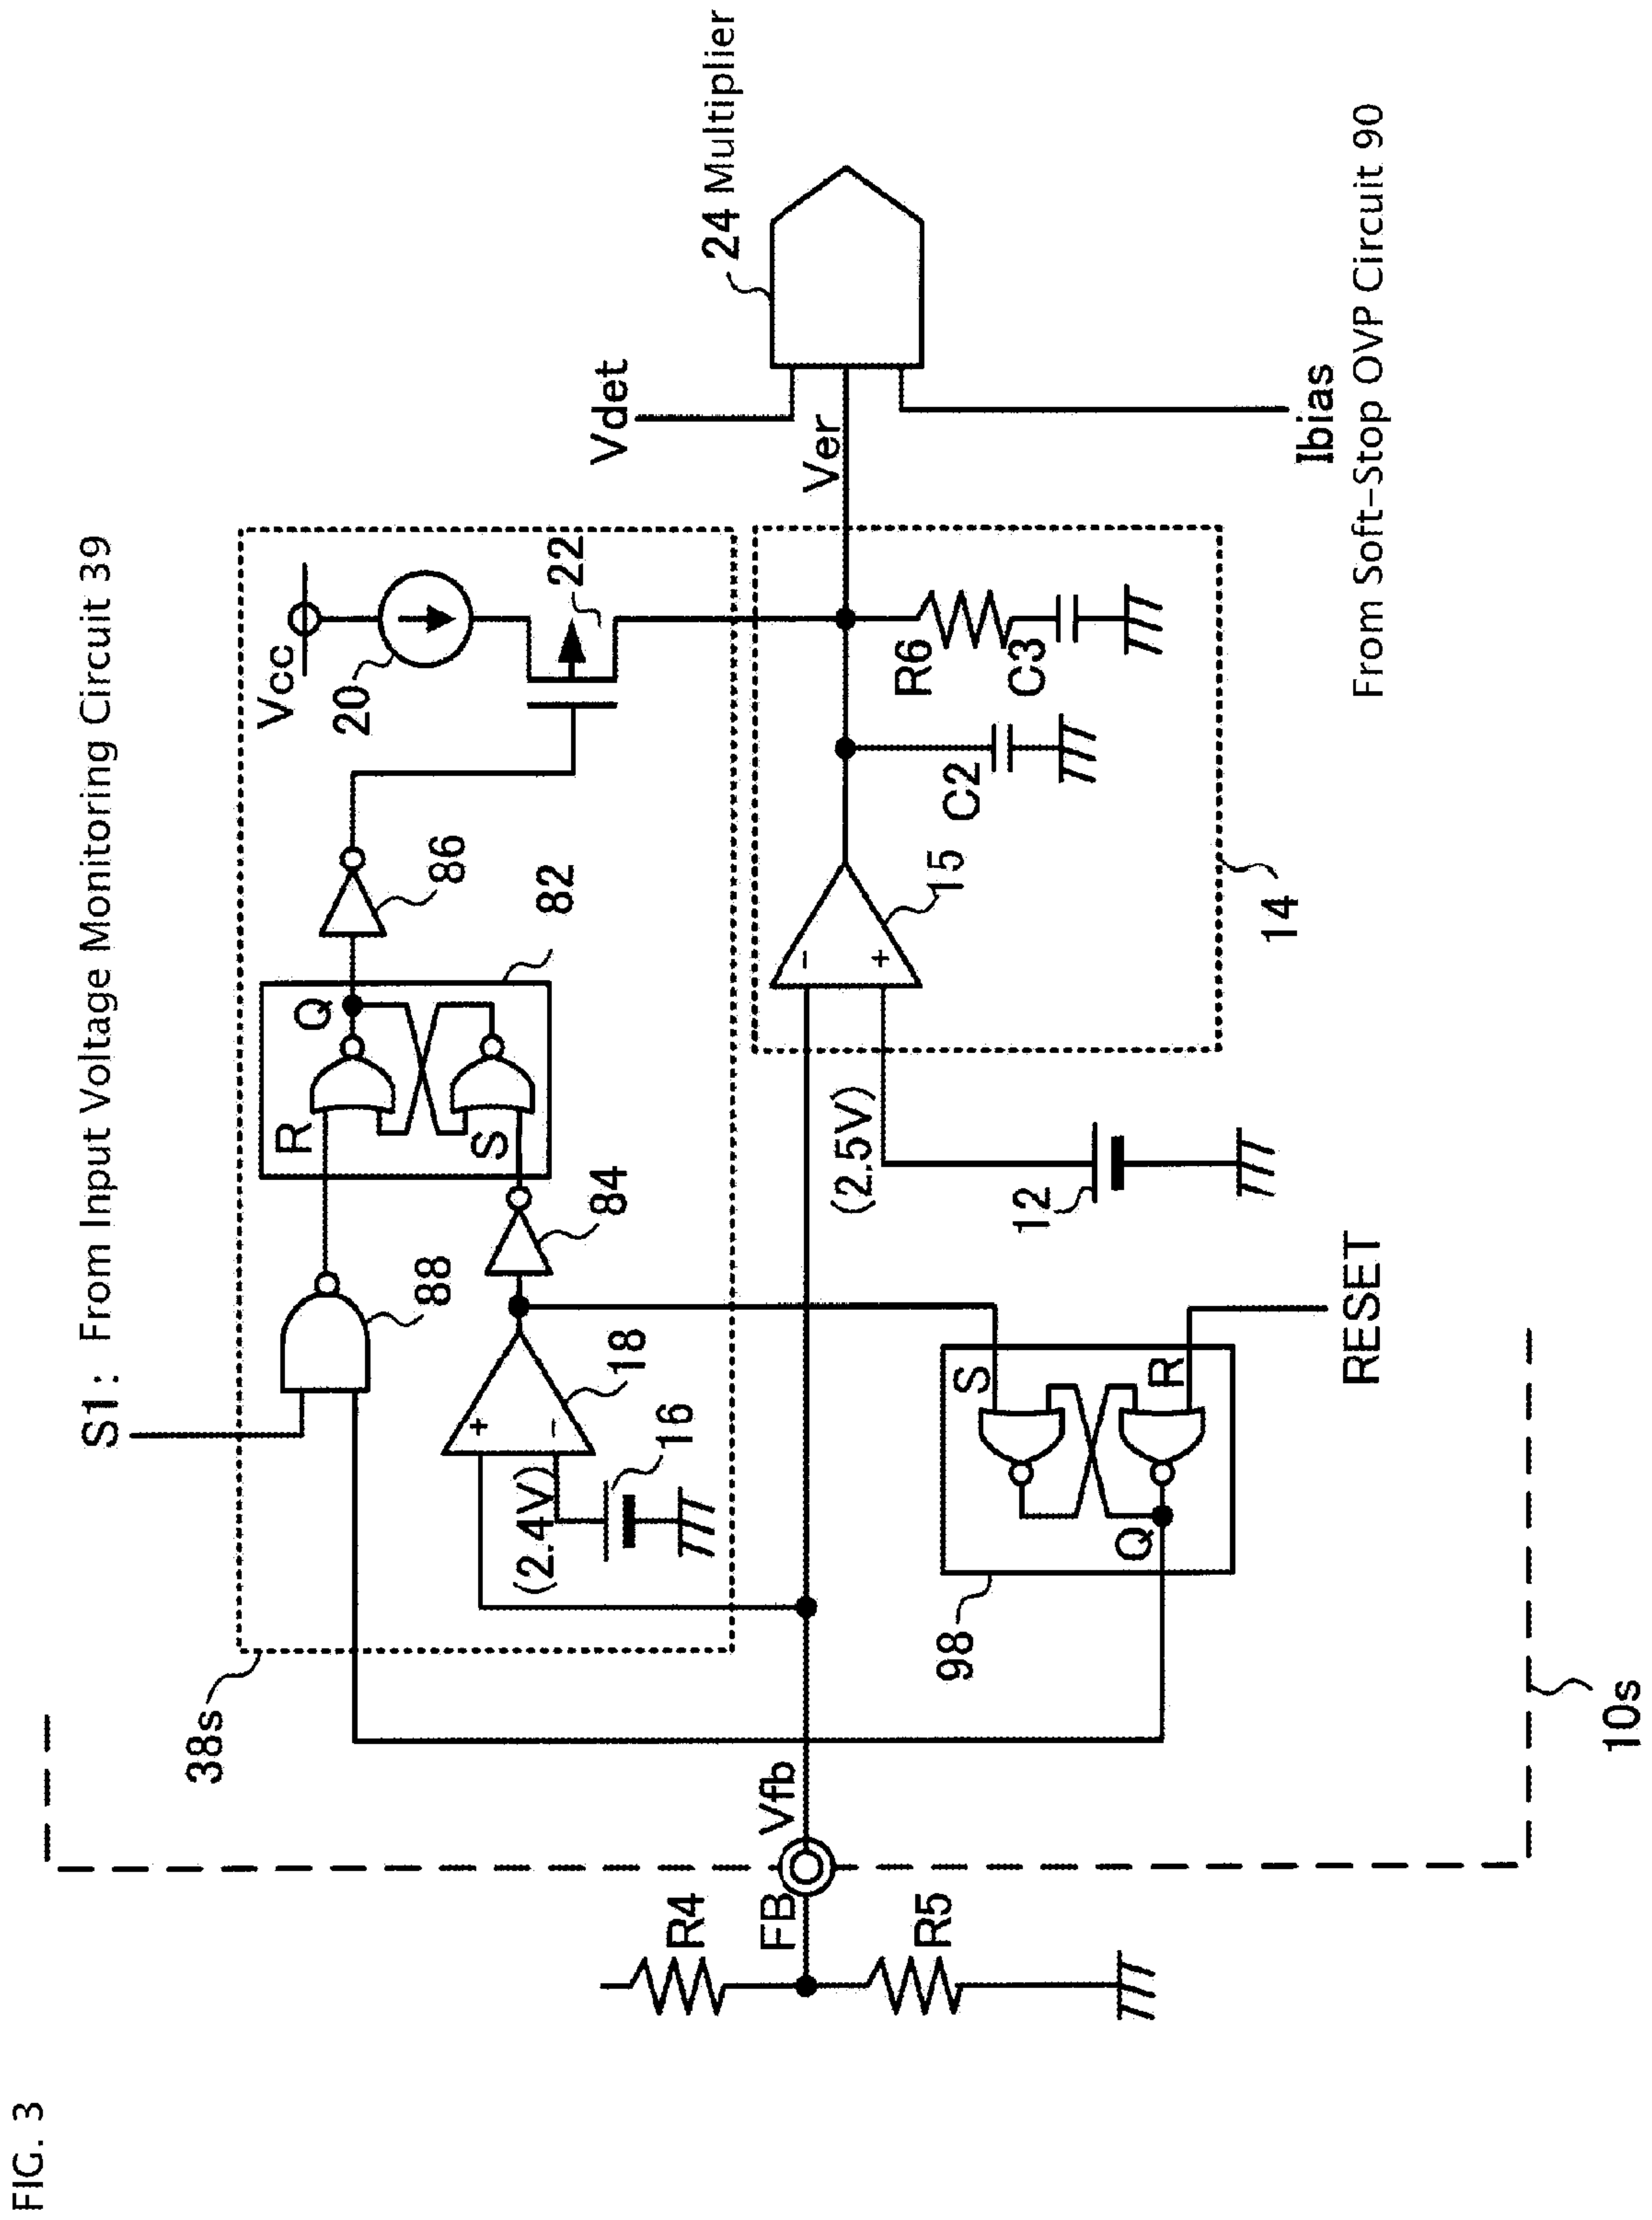 FIG. 3
S1: From Input Voltage Monitoring Circuit 39
38s
Vcc
20
22
88
R
Q
S
82
86
84
18
+
−
(2.4V)
16
Vdet
24 Multiplier
Ver
Ibias
From Soft-Stop OVP Circuit 90
R4
FB
R5
Vfb
(2.5V)
12
−
+
15
C2
R6
C3
14
98
S
R
Q
RESET
10s